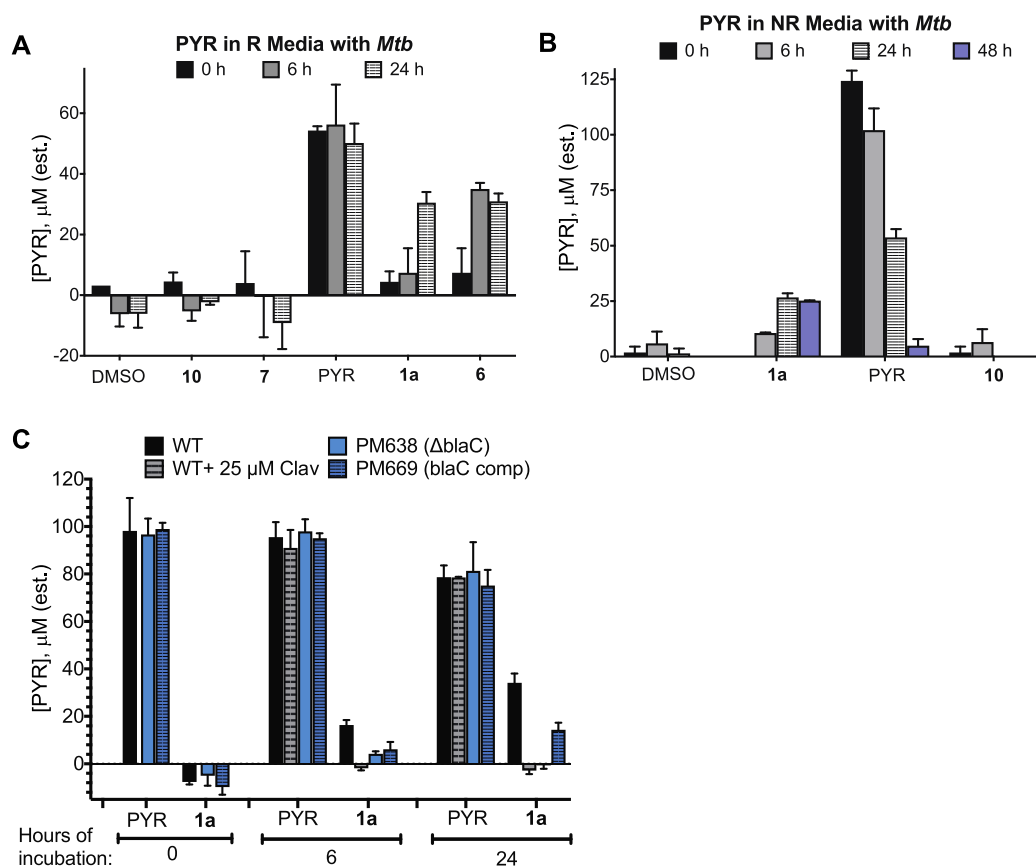 A
PYR in R Media with Mtb
0 h 6 h 24 h
[PYR], μM (est.)
60
40
20
0
-20
DMSO 10 7 PYR 1a 6
B
PYR in NR Media with Mtb
0 h 6 h 24 h 48 h
[PYR], μM (est.)
125
100
75
50
25
0
DMSO 1a PYR 10
C
WT PM638 (ΔblaC)
WT+ 25 μM Clav PM669 (blaC comp)
[PYR], μM (est.)
120
100
80
60
40
20
0
PYR 1a PYR 1a PYR 1a
Hours of
incubation: 0 6 24